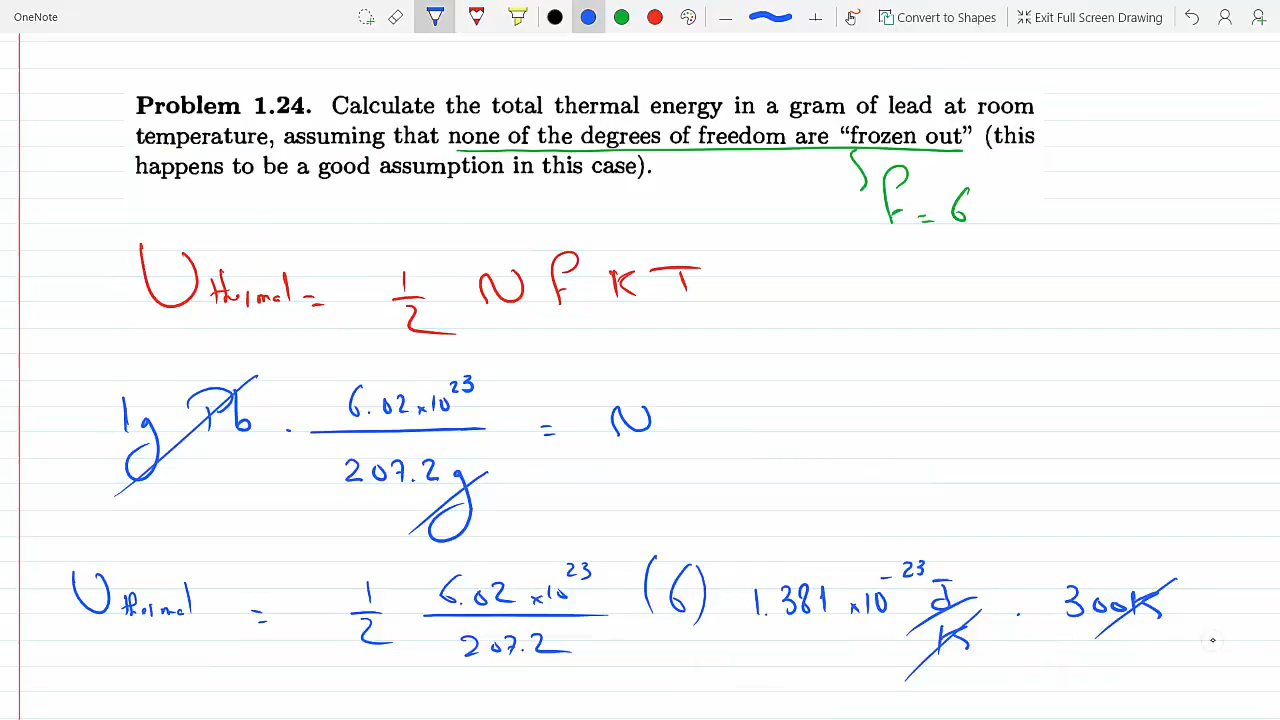 OneNote
Convert to Shapes
Exit Full Screen Drawing
Problem 1.24. Calculate the total thermal energy in a gram of lead at room
temperature, assuming that none of the degrees of freedom are “frozen out” (this
happens to be a good assumption in this case).
f = 6
U thermal = 1/2 N f K T
1g Pb . 6.02 × 10^23 / 207.2g = N
U thermal = 1/2 6.02 × 10^23 / 207.2 (6) 1.381 × 10^-23 J/K . 300K